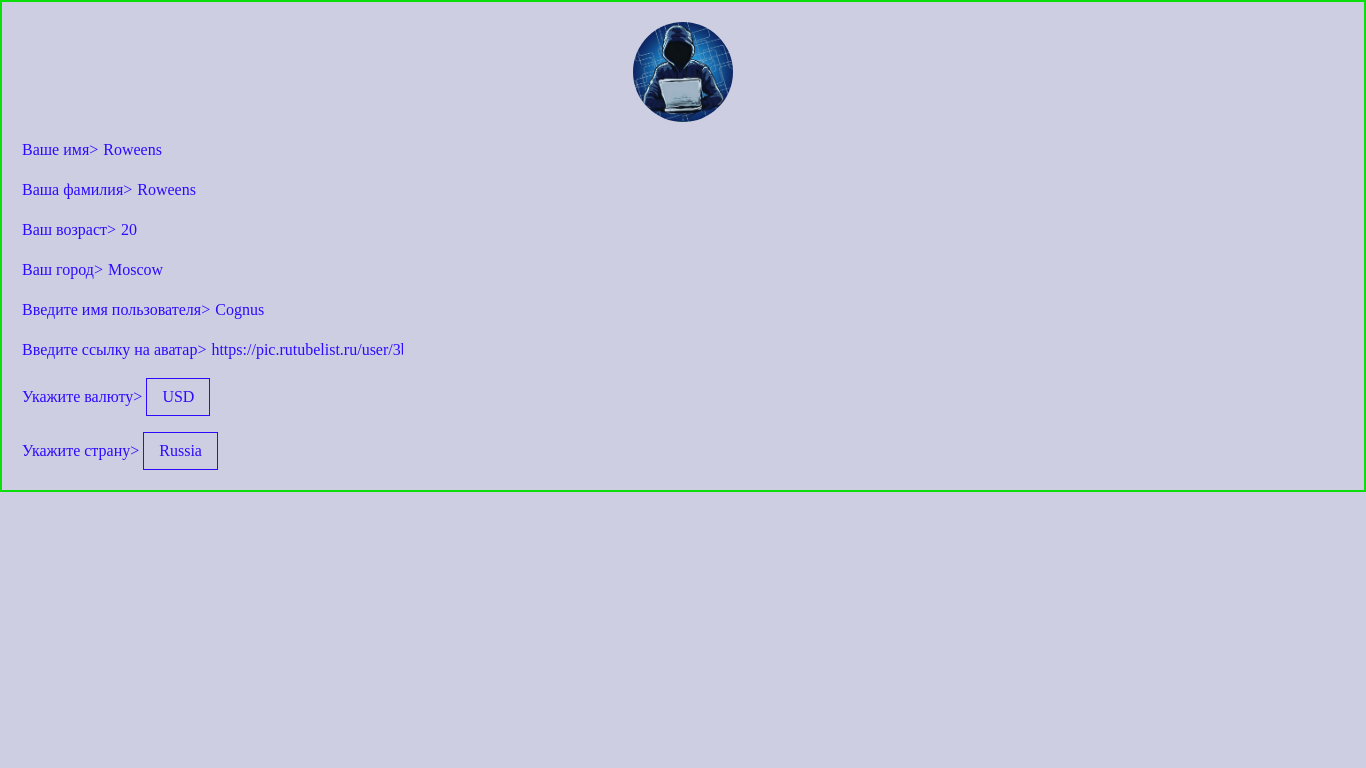 Ваше имя> Roweens
Ваша фамилия> Roweens
Ваш возраст> 20
Ваш город> Moscow
Введите имя пользователя> Cognus
Введите ссылку на аватар> https://pic.rutubelist.ru/user/3
Укажите валюту> USD
Укажите страну> Russia